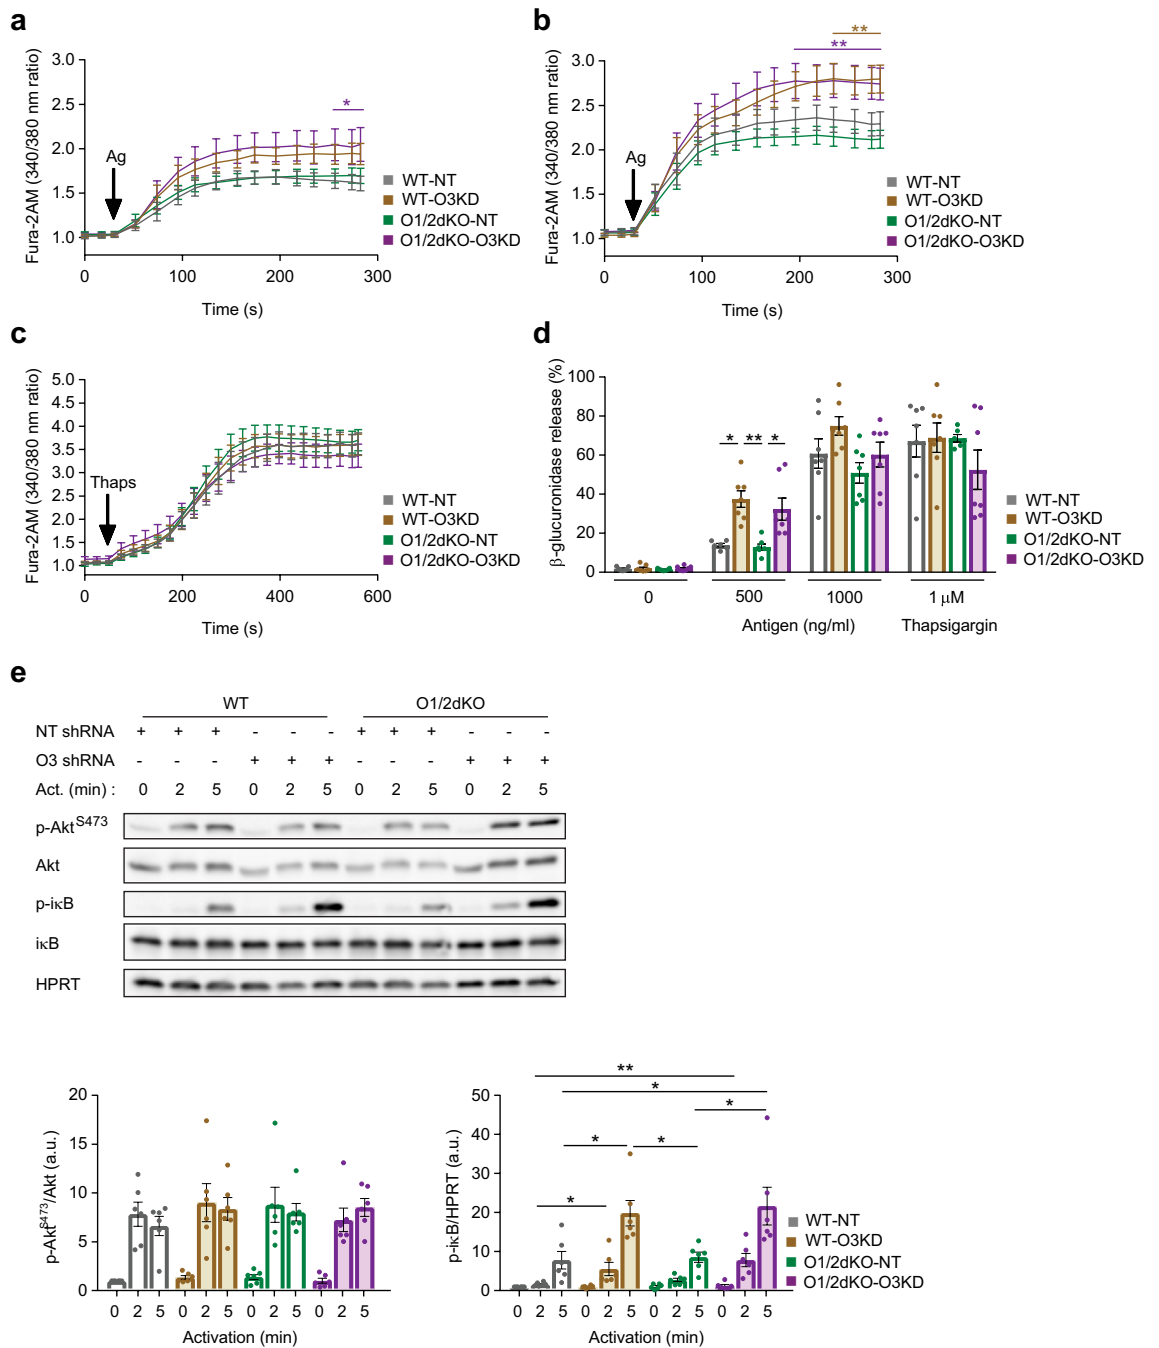 a
Fura-2AM (340/380 nm ratio)
3.0
2.5
2.0
1.5
1.0
Ag
*
0 100 200 300
Time (s)
WT-NT
WT-O3KD
O1/2dKO-NT
O1/2dKO-O3KD
b
Fura-2AM (340/380 nm ratio)
3.0
2.5
2.0
1.5
1.0
Ag
**
**
0 100 200 300
Time (s)
WT-NT
WT-O3KD
O1/2dKO-NT
O1/2dKO-O3KD
c
Fura-2AM (340/380 nm ratio)
5.0
4.5
4.0
3.5
3.0
2.5
2.0
1.5
1.0
Thaps
0 200 400 600
Time (s)
WT-NT
WT-O3KD
O1/2dKO-NT
O1/2dKO-O3KD
d
β-glucuronidase release (%)
100
80
60
40
20
0
* ** *
0 500 1000 1 μM
Antigen (ng/ml) Thapsigargin
WT-NT
WT-O3KD
O1/2dKO-NT
O1/2dKO-O3KD
e
WT O1/2dKO
NT shRNA + + + - - - + + + - - -
O3 shRNA - - - + + + - - - + + +
Act. (min) : 0 2 5 0 2 5 0 2 5 0 2 5
p-Akt S473
Akt
p-iκB
iκB
HPRT
p-Akt S473/Akt (a.u.)
20
15
10
5
0
0 2 5 0 2 5 0 2 5 0 2 5
Activation (min)
p-iκB/HPRT (a.u.)
50
40
30
20
10
0
**
*
*
* *
*
0 2 5 0 2 5 0 2 5 0 2 5
Activation (min)
WT-NT
WT-O3KD
O1/2dKO-NT
O1/2dKO-O3KD